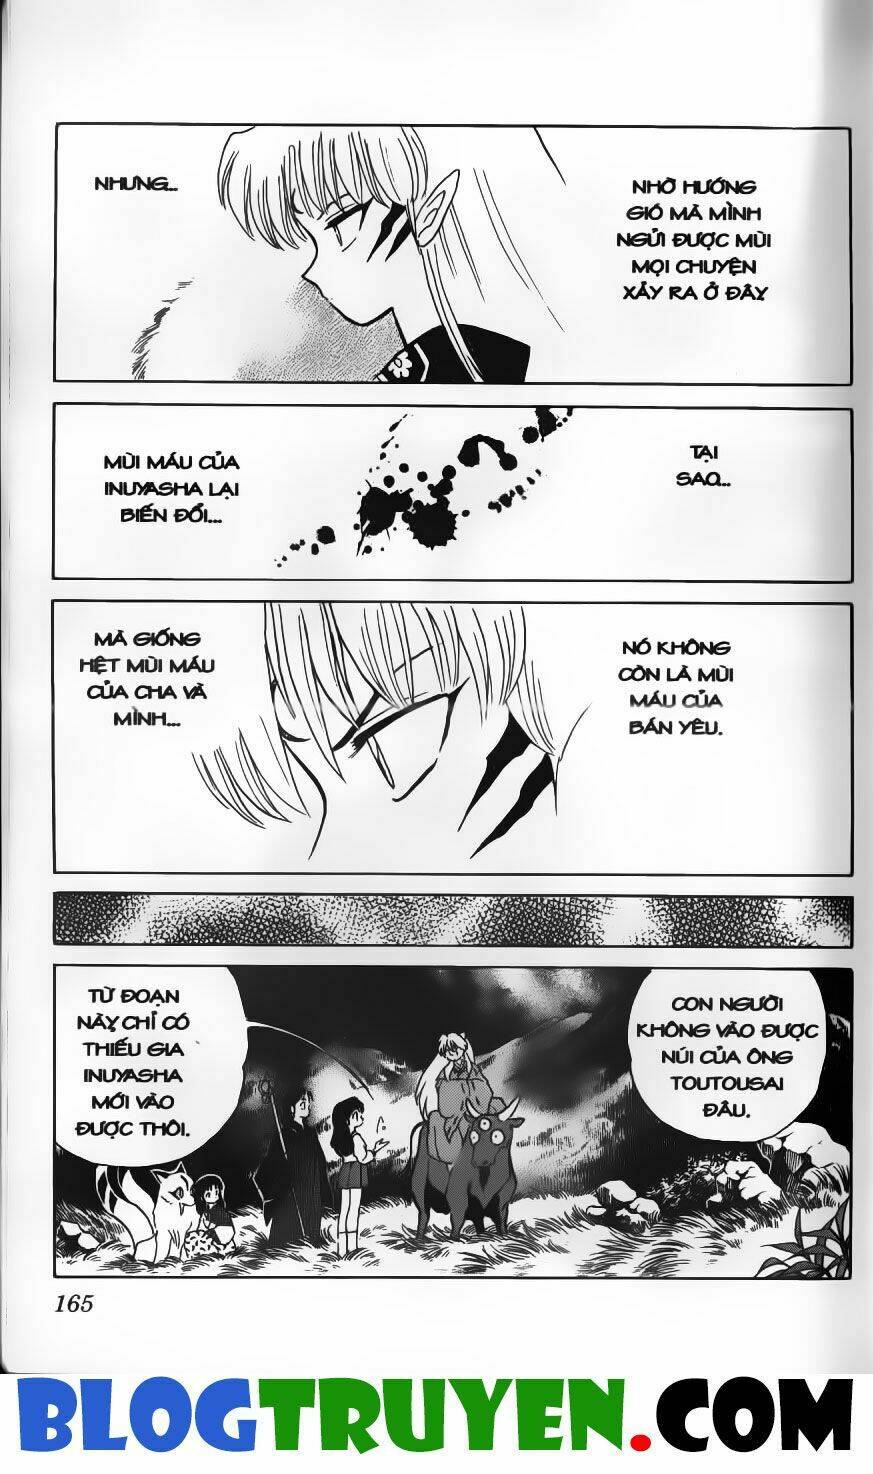 NHỜ HƯỚNG
GIÓ MÀ MÌNH
NGỬI ĐƯỢC MÙI
MỌI CHUYỆN
XẢY RA Ở ĐÂY.
NHƯNG...
TẠI
SAO...
MÙI MÁU CỦA
INUYASHA LẠI
BIẾN ĐỔI...
NÓ KHÔNG
CÒN LÀ MÙI
MÁU CỦA
BÁN YÊU.
MÀ GIỐNG
HỆT MÙI MÁU
CỦA CHA VÀ
MÌNH...
CON NGƯỜI
KHÔNG VÀO ĐƯỢC
NÚI CỦA ÔNG
TOUTOUSAI
ĐÂU.
TỪ ĐOẠN
NÀY, CHỈ CÓ
THIẾU GIA
INUYASHA
MỚI VÀO
ĐƯỢC THÔI.
165
BLOGTRUYEN.COM